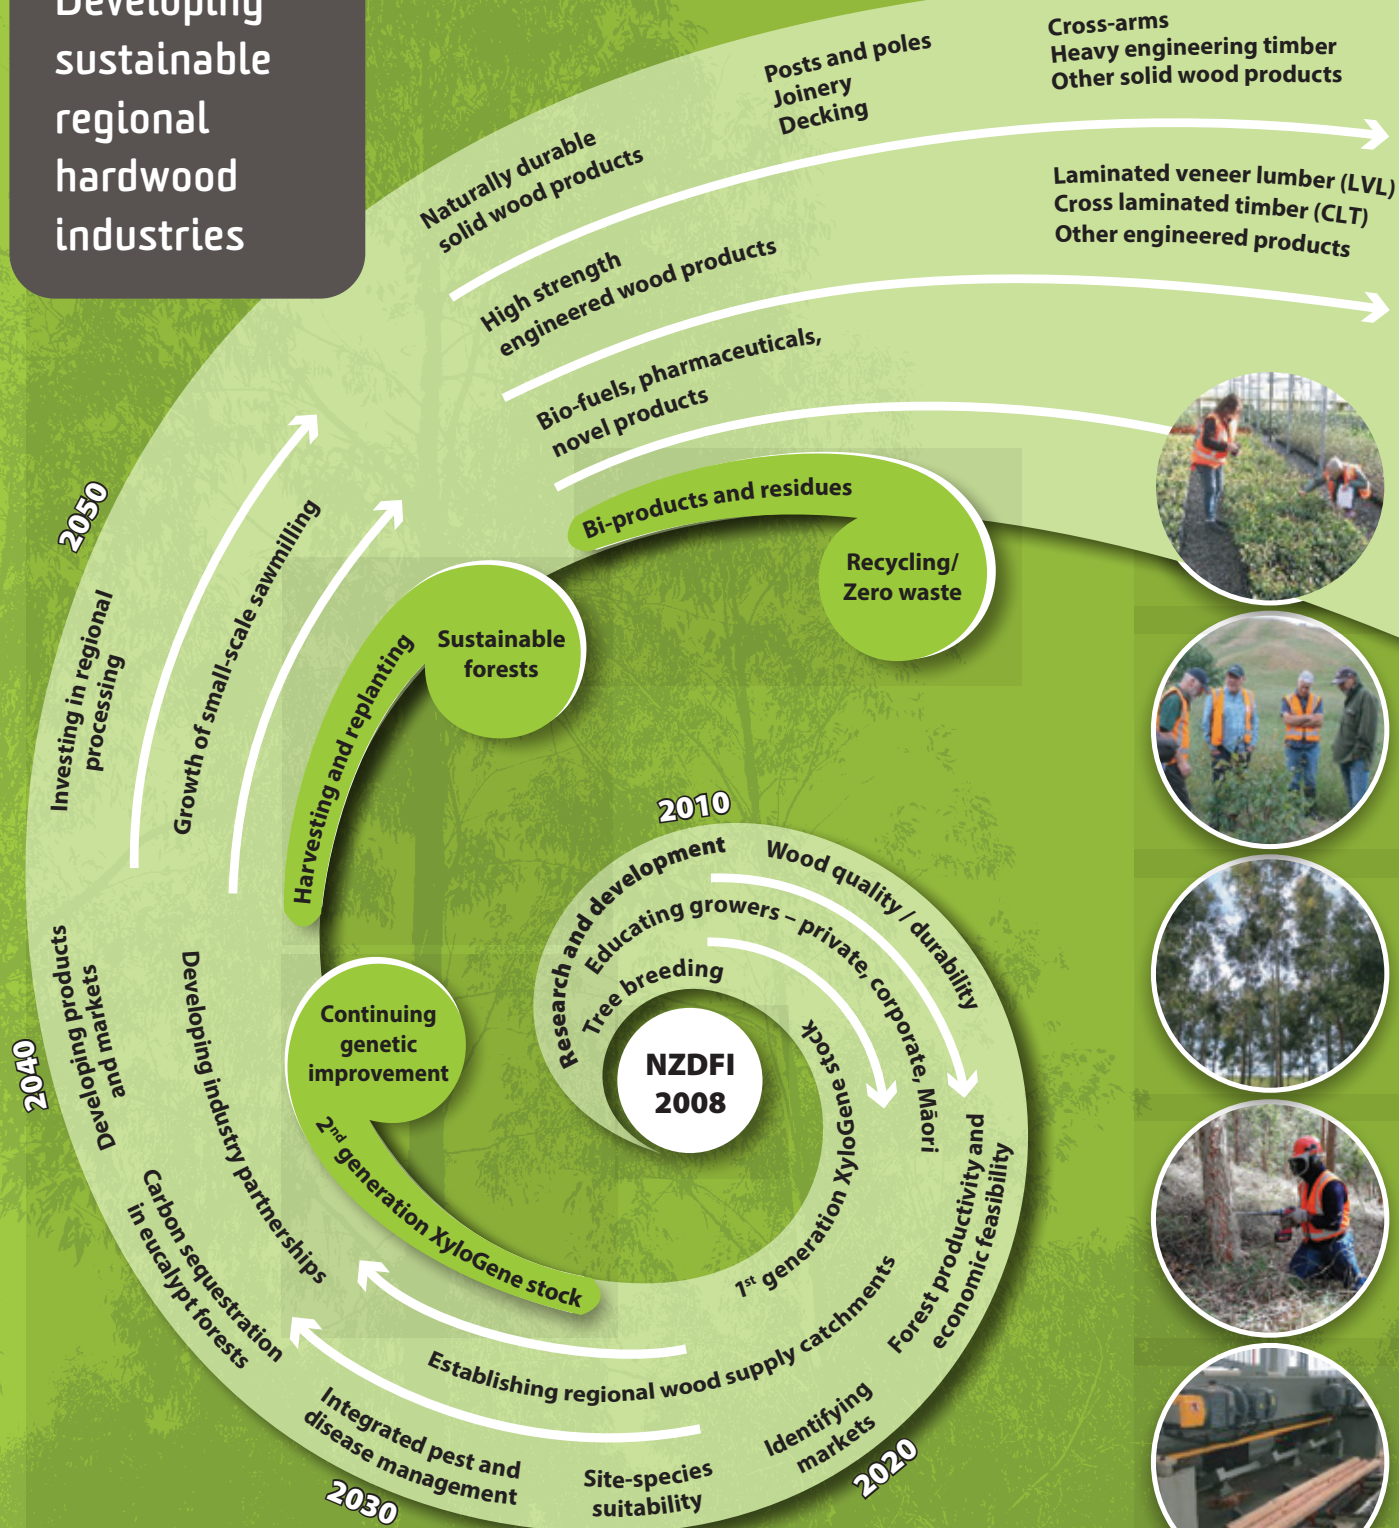 Developing
sustainable
regional
hardwood
industries
Cross-arms
Heavy engineering timber
Other solid wood products
Posts and poles
Joinery
Decking
Naturally durable
solid wood products
Laminated veneer lumber (LVL)
Cross laminated timber (CLT)
Other engineered products
High strength
engineered wood products
Bio-fuels, pharmaceuticals,
novel products
Bi-products and residues
Recycling/
Zero waste
2050
Investing in regional
processing
Growth of small-scale sawmilling
Harvesting and replanting
Sustainable
forests
2010
Research and development
Wood quality / durability
Educating growers – private, corporate, Māori
Tree breeding
NZDFI
2008
1st generation XyloGene stock
Forest productivity and
economic feasibility
2040
Developing products
and markets
Developing industry partnerships
Continuing
genetic
improvement
2nd generation XyloGene stock
Carbon sequestration
in eucalypt forests
Establishing regional wood supply catchments
Integrated pest and
disease management
2030
Site-species
suitability
Identifying
markets
2020